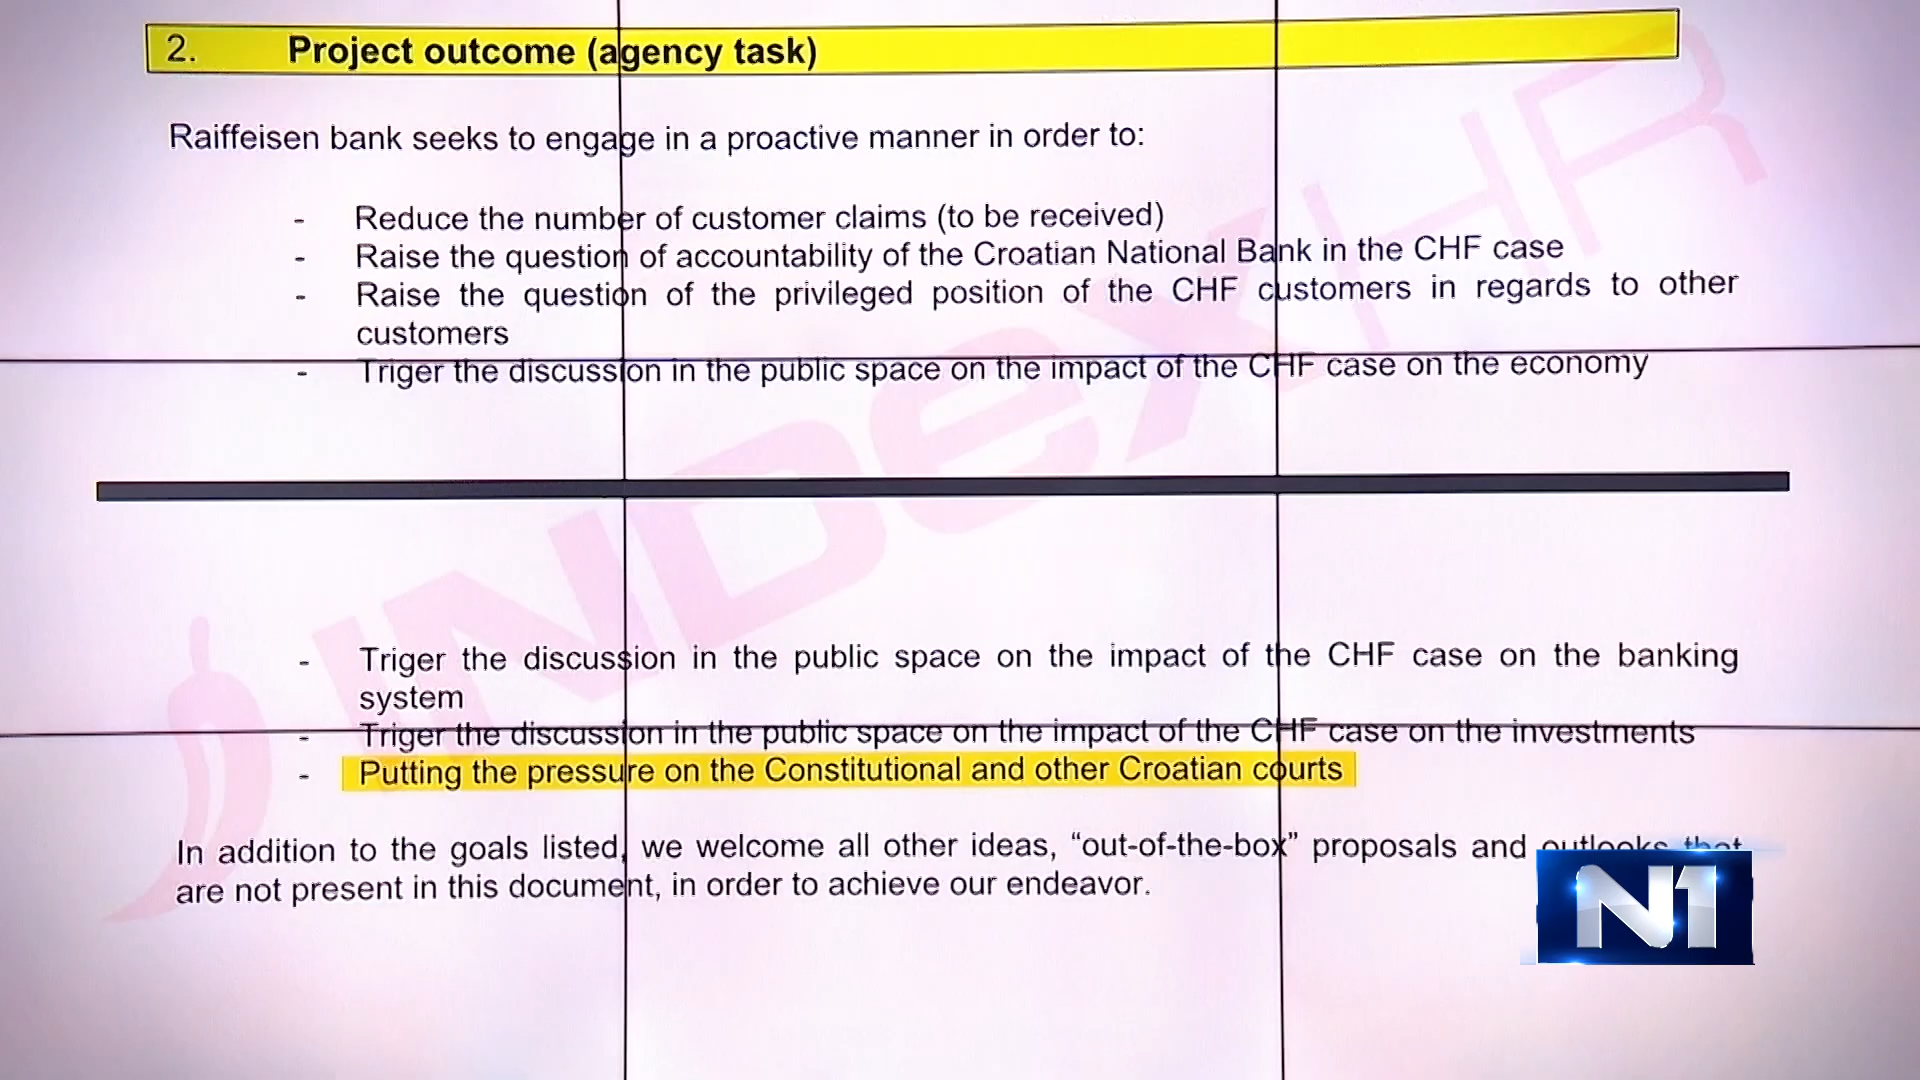 2. Project outcome (agency task)
Raiffeisen bank seeks to engage in a proactive manner in order to:
- Reduce the number of customer claims (to be received)
- Raise the question of accountability of the Croatian National Bank in the CHF case
- Raise the question of the privileged position of the CHF customers in regards to other
customers
- Triger the discussion in the public space on the impact of the CHF case on the economy
INDEX HR
- Triger the discussion in the public space on the impact of the CHF case on the banking
system
- Triger the discussion in the public space on the impact of the CHF case on the investments
- Putting the pressure on the Constitutional and other Croatian courts
In addition to the goals listed, we welcome all other ideas, “out-of-the-box” proposals and outlooks that
are not present in this document, in order to achieve our endeavor.
N1